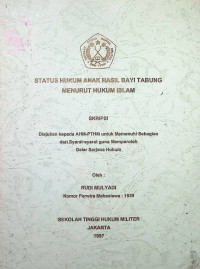 STATUS HUKUM ANAK HASIL BAYI TABUNG
MENURUT HUKUM ISLAM
SKRIPSI
Diajukan kepada AHM-PTHM untuk Memenuhi Sebagian
dari Syarat-syarat guna Memperoleh
Gelar Sarjana Hukum
Oleh :
RUDI MULYADI
Nomor Perwira Mahasiswa : 1939
SEKOLAH TINGGI HUKUM MILITER
JAKARTA
1997